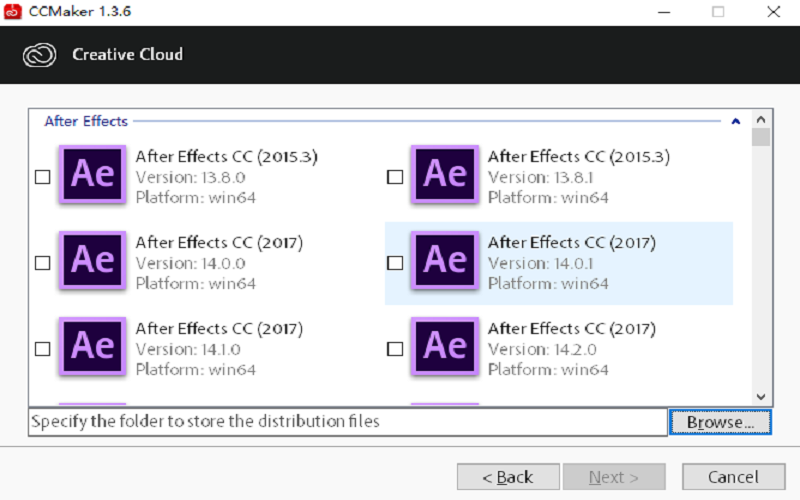 CCMaker 1.3.6
Creative Cloud
After Effects
Ae
After Effects CC (2015.3)
Version: 13.8.0
Platform: win64
Ae
After Effects CC (2015.3)
Version: 13.8.1
Platform: win64
Ae
After Effects CC (2017)
Version: 14.0.0
Platform: win64
Ae
After Effects CC (2017)
Version: 14.0.1
Platform: win64
Ae
After Effects CC (2017)
Version: 14.1.0
Platform: win64
Ae
After Effects CC (2017)
Version: 14.2.0
Platform: win64
Specify the folder to store the distribution files
Browse...
< Back
Next >
Cancel